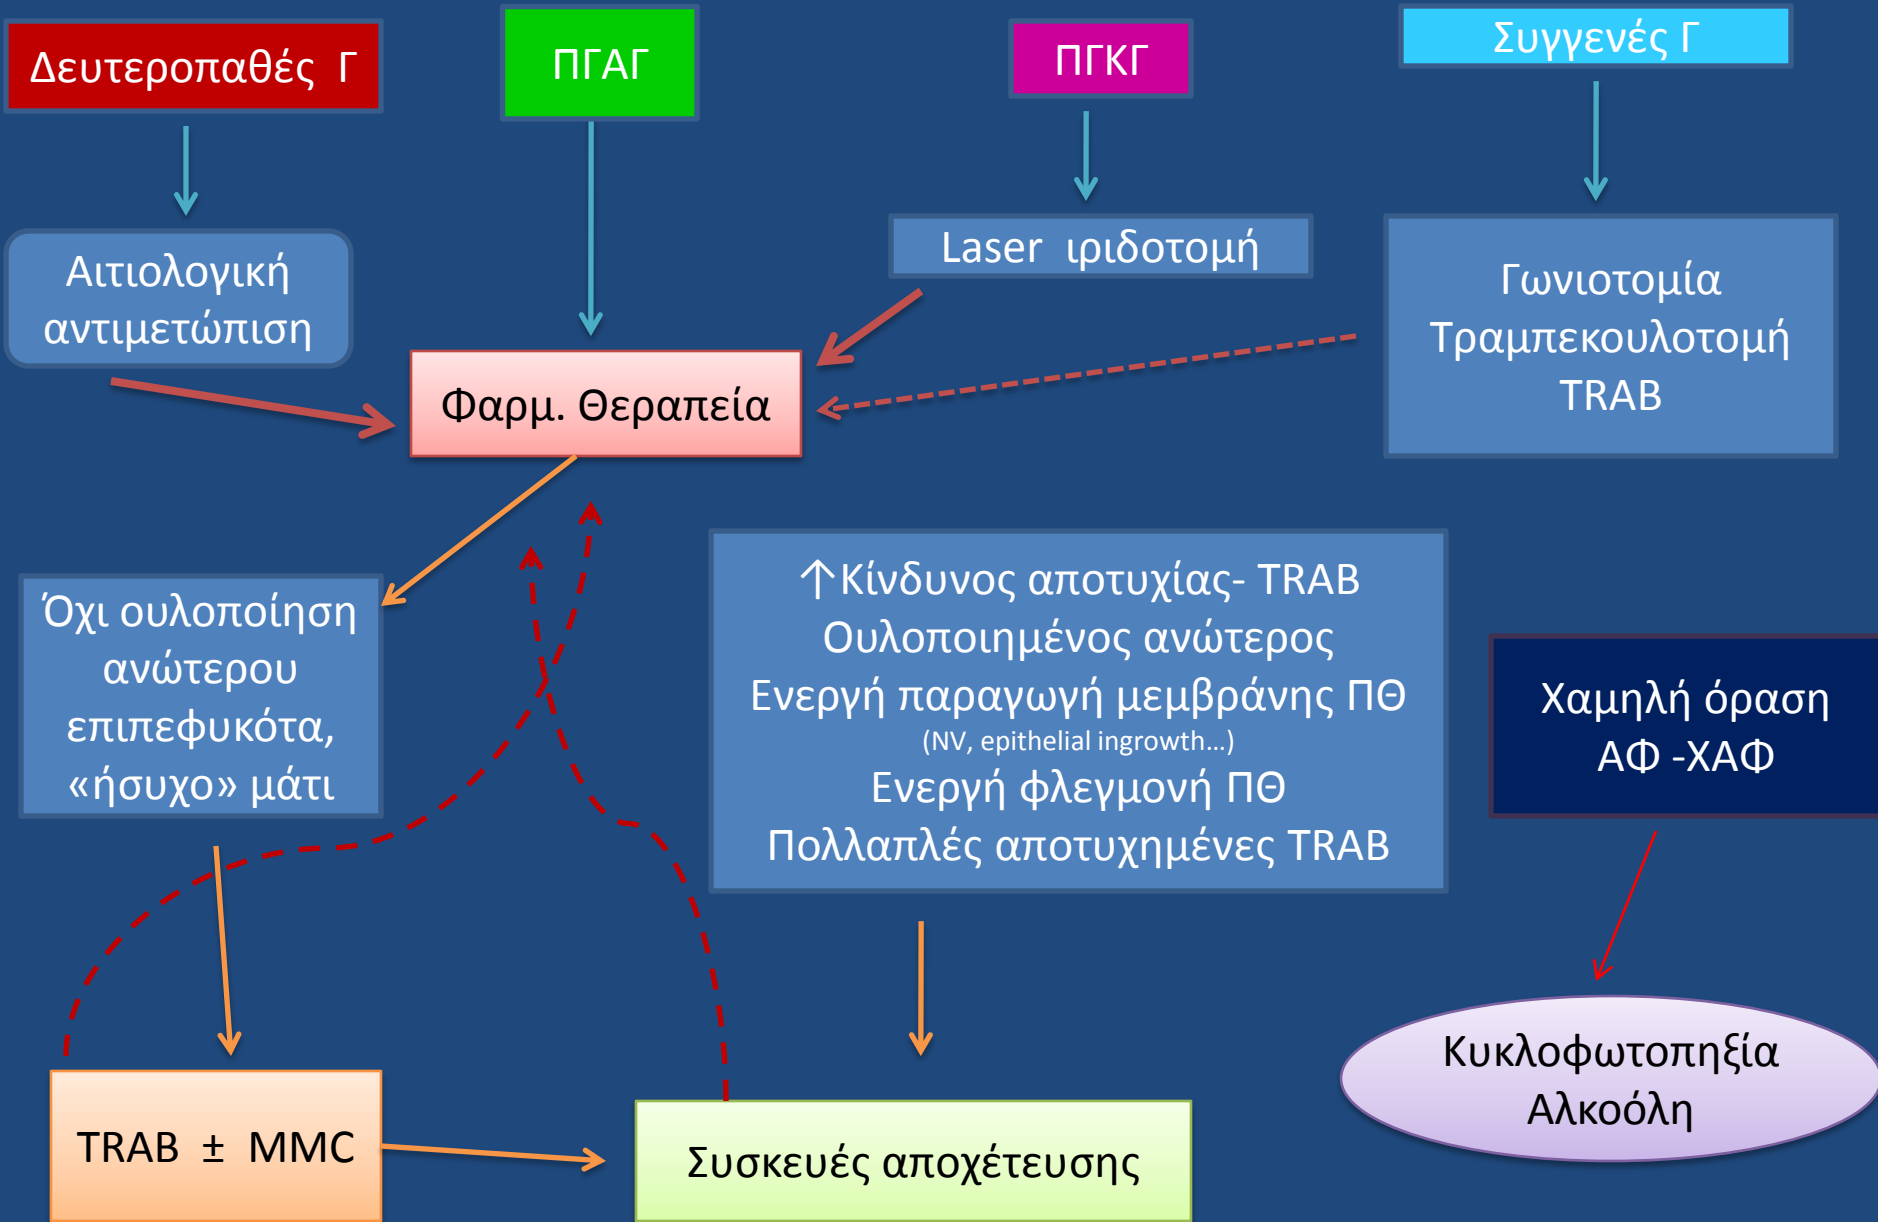 Δευτεροπαθές Γ
ΠΓΑΓ
ΠΓΚΓ
Συγγενές Γ
Αιτιολογική
αντιμετώπιση
Laser ιριδοτομή
Γωνιοτομία
Τραμπεκουλοτομή
TRAB
Φαρμ. Θεραπεία
Όχι ουλοποίηση
ανώτερου
επιπεφυκότα,
«ήσυχο» μάτι
↑Κίνδυνος αποτυχίας- TRAB
Ουλοποιημένος ανώτερος
Ενεργή παραγωγή μεμβράνης ΠΘ
(NV, epithelial ingrowth…)
Ενεργή φλεγμονή ΠΘ
Πολλαπλές αποτυχημένες TRAB
Χαμηλή όραση
ΑΦ -ΧΑΦ
TRAB ± MMC
Συσκευές αποχέτευσης
Κυκλοφωτοπηξία
Αλκοόλη